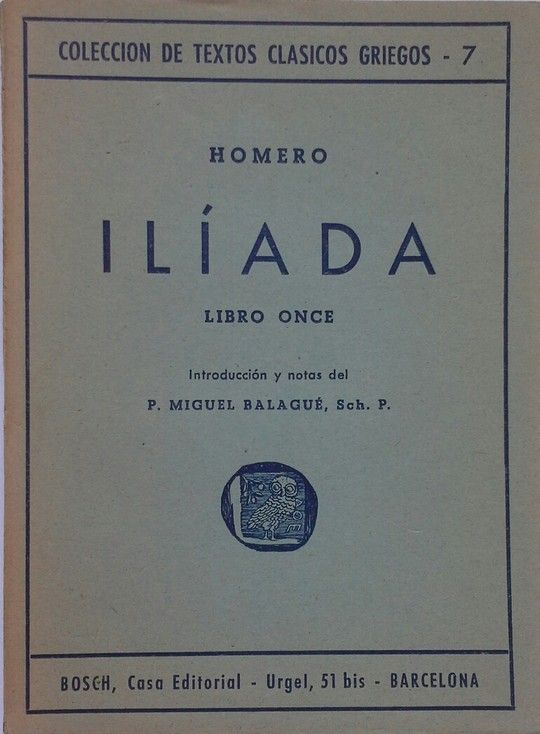 COLECCION DE TEXTOS CLASICOS GRIEGOS - 7
HOMERO
ILÍADA
LIBRO ONCE
Introducción y notas del
P. MIGUEL BALAGUÉ, Sch. P.
BOSCH, Casa Editorial - Urgel, 51 bis - BARCELONA